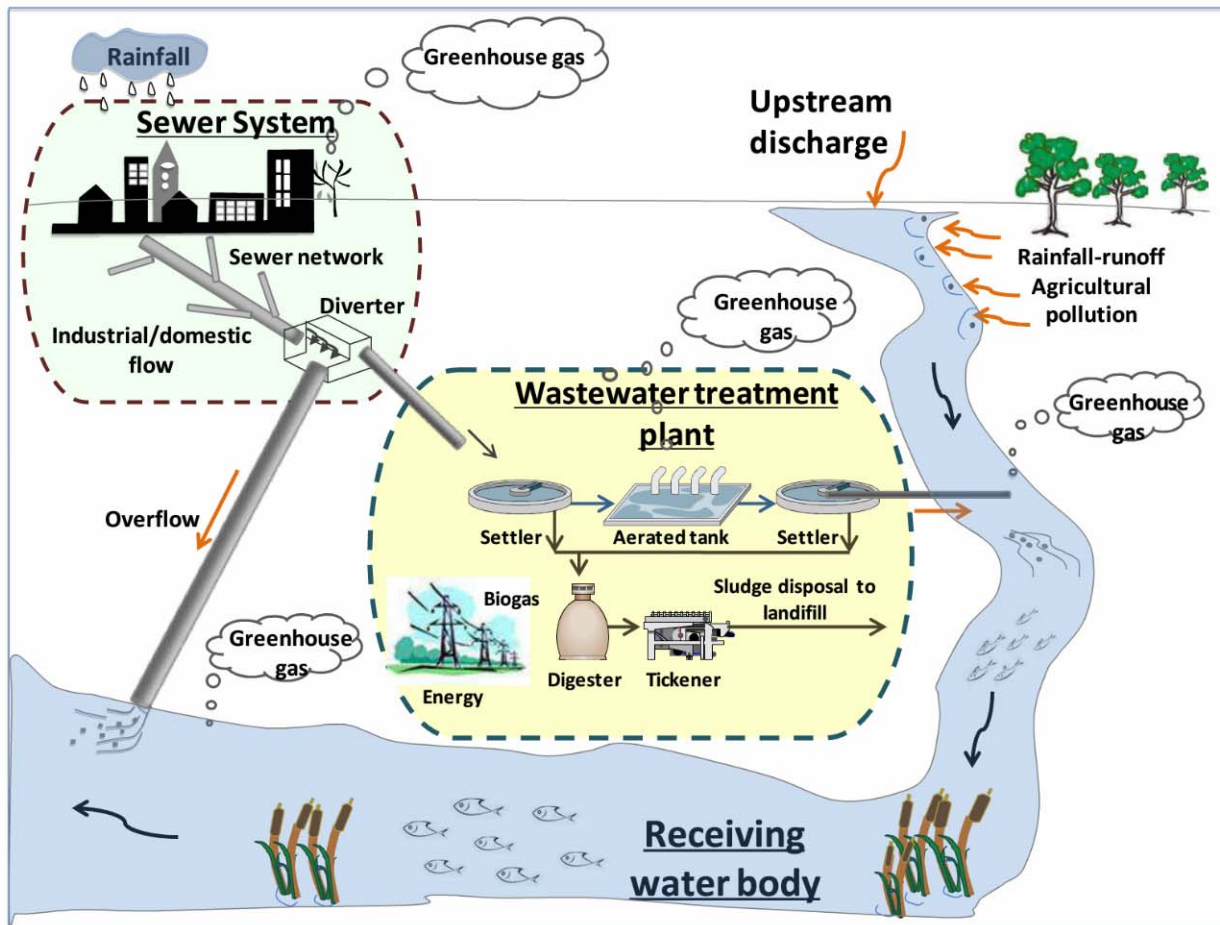 Rainfall
Greenhouse gas
Sewer System
Upstream
discharge
Sewer network
Rainfall-runoff
Agricultural
pollution
Diverter
Industrial/domestic
flow
Greenhouse
gas
Wastewater treatment
plant
Greenhouse
gas
Overflow
Settler
Aerated tank
Settler
Biogas
Sludge disposal to
landifill
Greenhouse
gas
Energy
Digester
Tickener
Receiving
water body